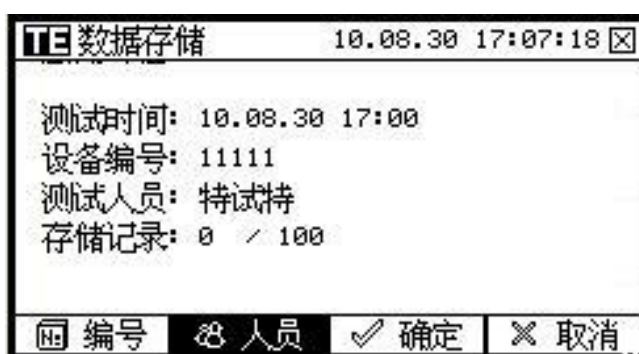 TE 数据存储 10.08.30 17:07:18
测试时间: 10.08.30 17:00
设备编号: 11111
测试人员: 特试特
存储记录: 0 / 100
编号 人员 确定 取消